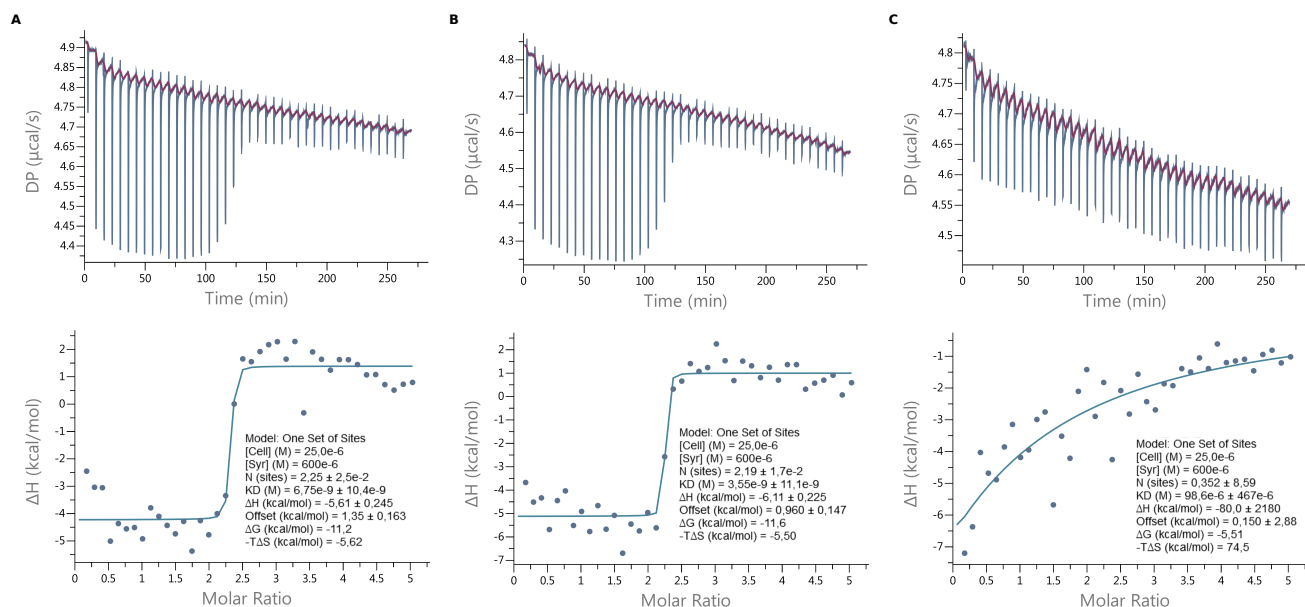 A
B
C
4.9
4.8
4.75
4.7
4.65
4.6
4.55
4.5
4.45
4.4
DP (µcal/s)
0
50
100
150
200
250
Time (min)
4.8
4.7
4.6
4.5
4.4
4.3
DP (µcal/s)
0
50
100
150
200
250
Time (min)
4.8
4.7
4.65
4.6
4.5
DP (µcal/s)
0
50
100
150
200
250
Time (min)
2
1
0
-1
-2
-3
-4
-5
ΔH (kcal/mol)
Model: One Set of Sites
[Cell] (M) = 25,0e-6
[Syr] (M) = 600e-6
N (sites) = 2,25 ± 2,5e-2
KD (M) = 6,75e-9 ± 10,4e-9
ΔH (kcal/mol) = -5,61 ± 0,245
Offset (kcal/mol) = 1,35 ± 0,163
ΔG (kcal/mol) = -11,2
-TΔS (kcal/mol) = -5,62
0
0.5
1
1.5
2
2.5
3
3.5
4
4.5
5
Molar Ratio
2
1
0
-1
-2
-3
-4
-5
-6
-7
ΔH (kcal/mol)
Model: One Set of Sites
[Cell] (M) = 25,0e-6
[Syr] (M) = 600e-6
N (sites) = 2,19 ± 1,7e-2
KD (M) = 3,55e-9 ± 11,1e-9
ΔH (kcal/mol) = -6,11 ± 0,225
Offset (kcal/mol) = 0,960 ± 0,147
ΔG (kcal/mol) = -11,6
-TΔS (kcal/mol) = -5,50
0
0.5
1
1.5
2
2.5
3
3.5
4
4.5
5
Molar Ratio
-1
-2
-3
-4
-5
-6
-7
ΔH (kcal/mol)
Model: One Set of Sites
[Cell] (M) = 25,0e-6
[Syr] (M) = 600e-6
N (sites) = 0,352 ± 8,59
KD (M) = 98,6e-6 ± 467e-6
ΔH (kcal/mol) = -80,0 ± 2180
Offset (kcal/mol) = 0,150 ± 2,88
ΔG (kcal/mol) = -5,51
-TΔS (kcal/mol) = 74,5
0
0.5
1
1.5
2
2.5
3
3.5
4
4.5
5
Molar Ratio